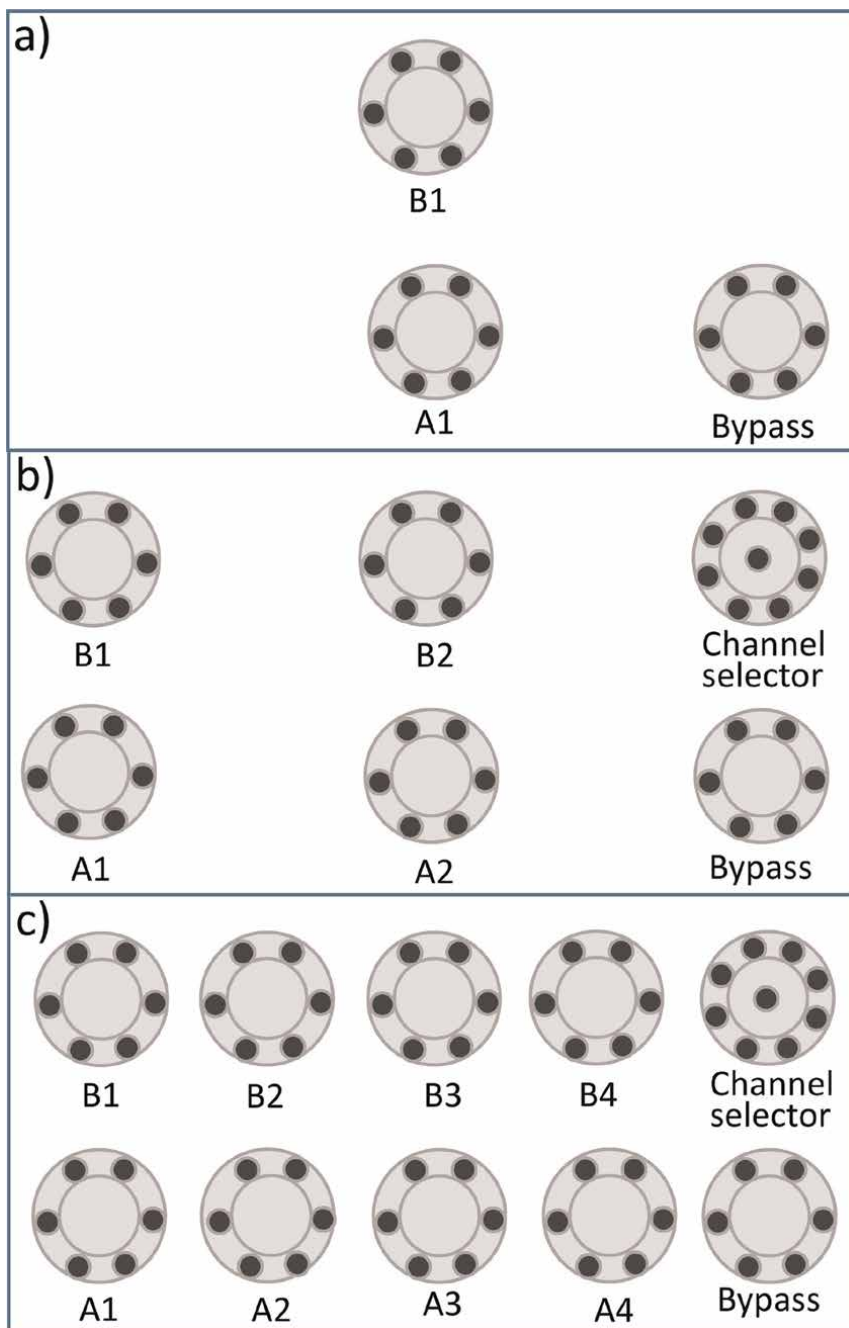 a)
B1
A1
Bypass
b)
B1
B2
Channel
selector
A1
A2
Bypass
c)
B1
B2
B3
B4
Channel
selector
A1
A2
A3
A4
Bypass